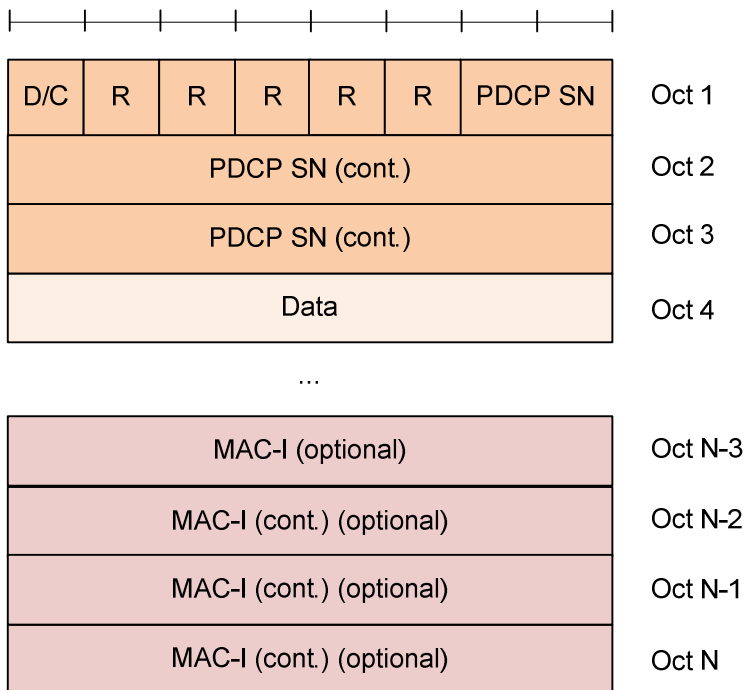 D/C R R R R R PDCP SN Oct 1
PDCP SN (cont.) Oct 2
PDCP SN (cont.) Oct 3
Data Oct 4
...
MAC-I (optional) Oct N-3
MAC-I (cont.) (optional) Oct N-2
MAC-I (cont.) (optional) Oct N-1
MAC-I (cont.) (optional) Oct N